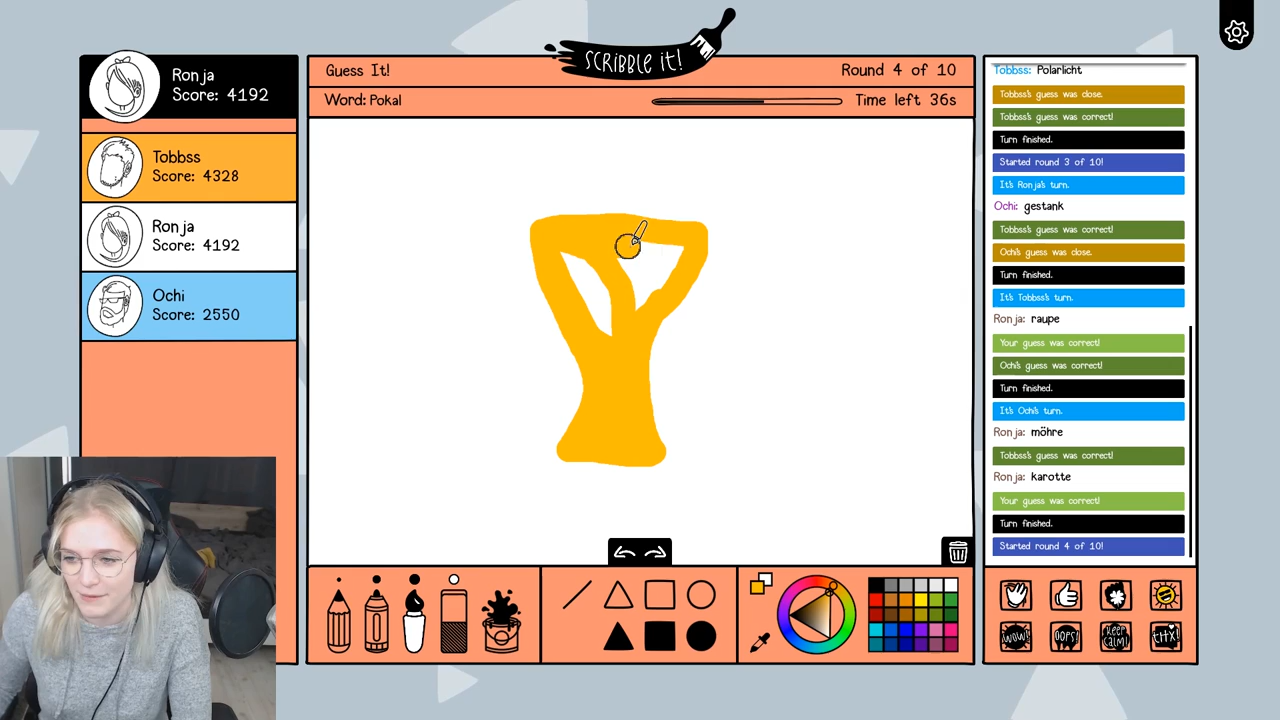 SCRIBBLE IT!
Ronja
Score: 4192
Tobbss
Score: 4328
Ronja
Score: 4192
Ochi
Score: 2550
Guess It!
Round 4 of 10
Word: Pokal
Time left 36s
Tobbss: Polarlicht
Tobbss's guess was close.
Tobbss's guess was correct!
Turn finished.
Started round 3 of 10!
It's Ronja's turn.
Ochi: gestank
Tobbss's guess was correct!
Ochi's guess was close.
Turn finished.
It's Tobbss's turn.
Ronja: raupe
Your guess was correct!
Ochi's guess was correct!
Turn finished.
It's Ochi's turn.
Ronja: möhre
Tobbss's guess was correct!
Ronja: karotte
Your guess was correct!
Turn finished.
Started round 4 of 10!
WOW!
OOPS!
KEEP CALM!
THX!